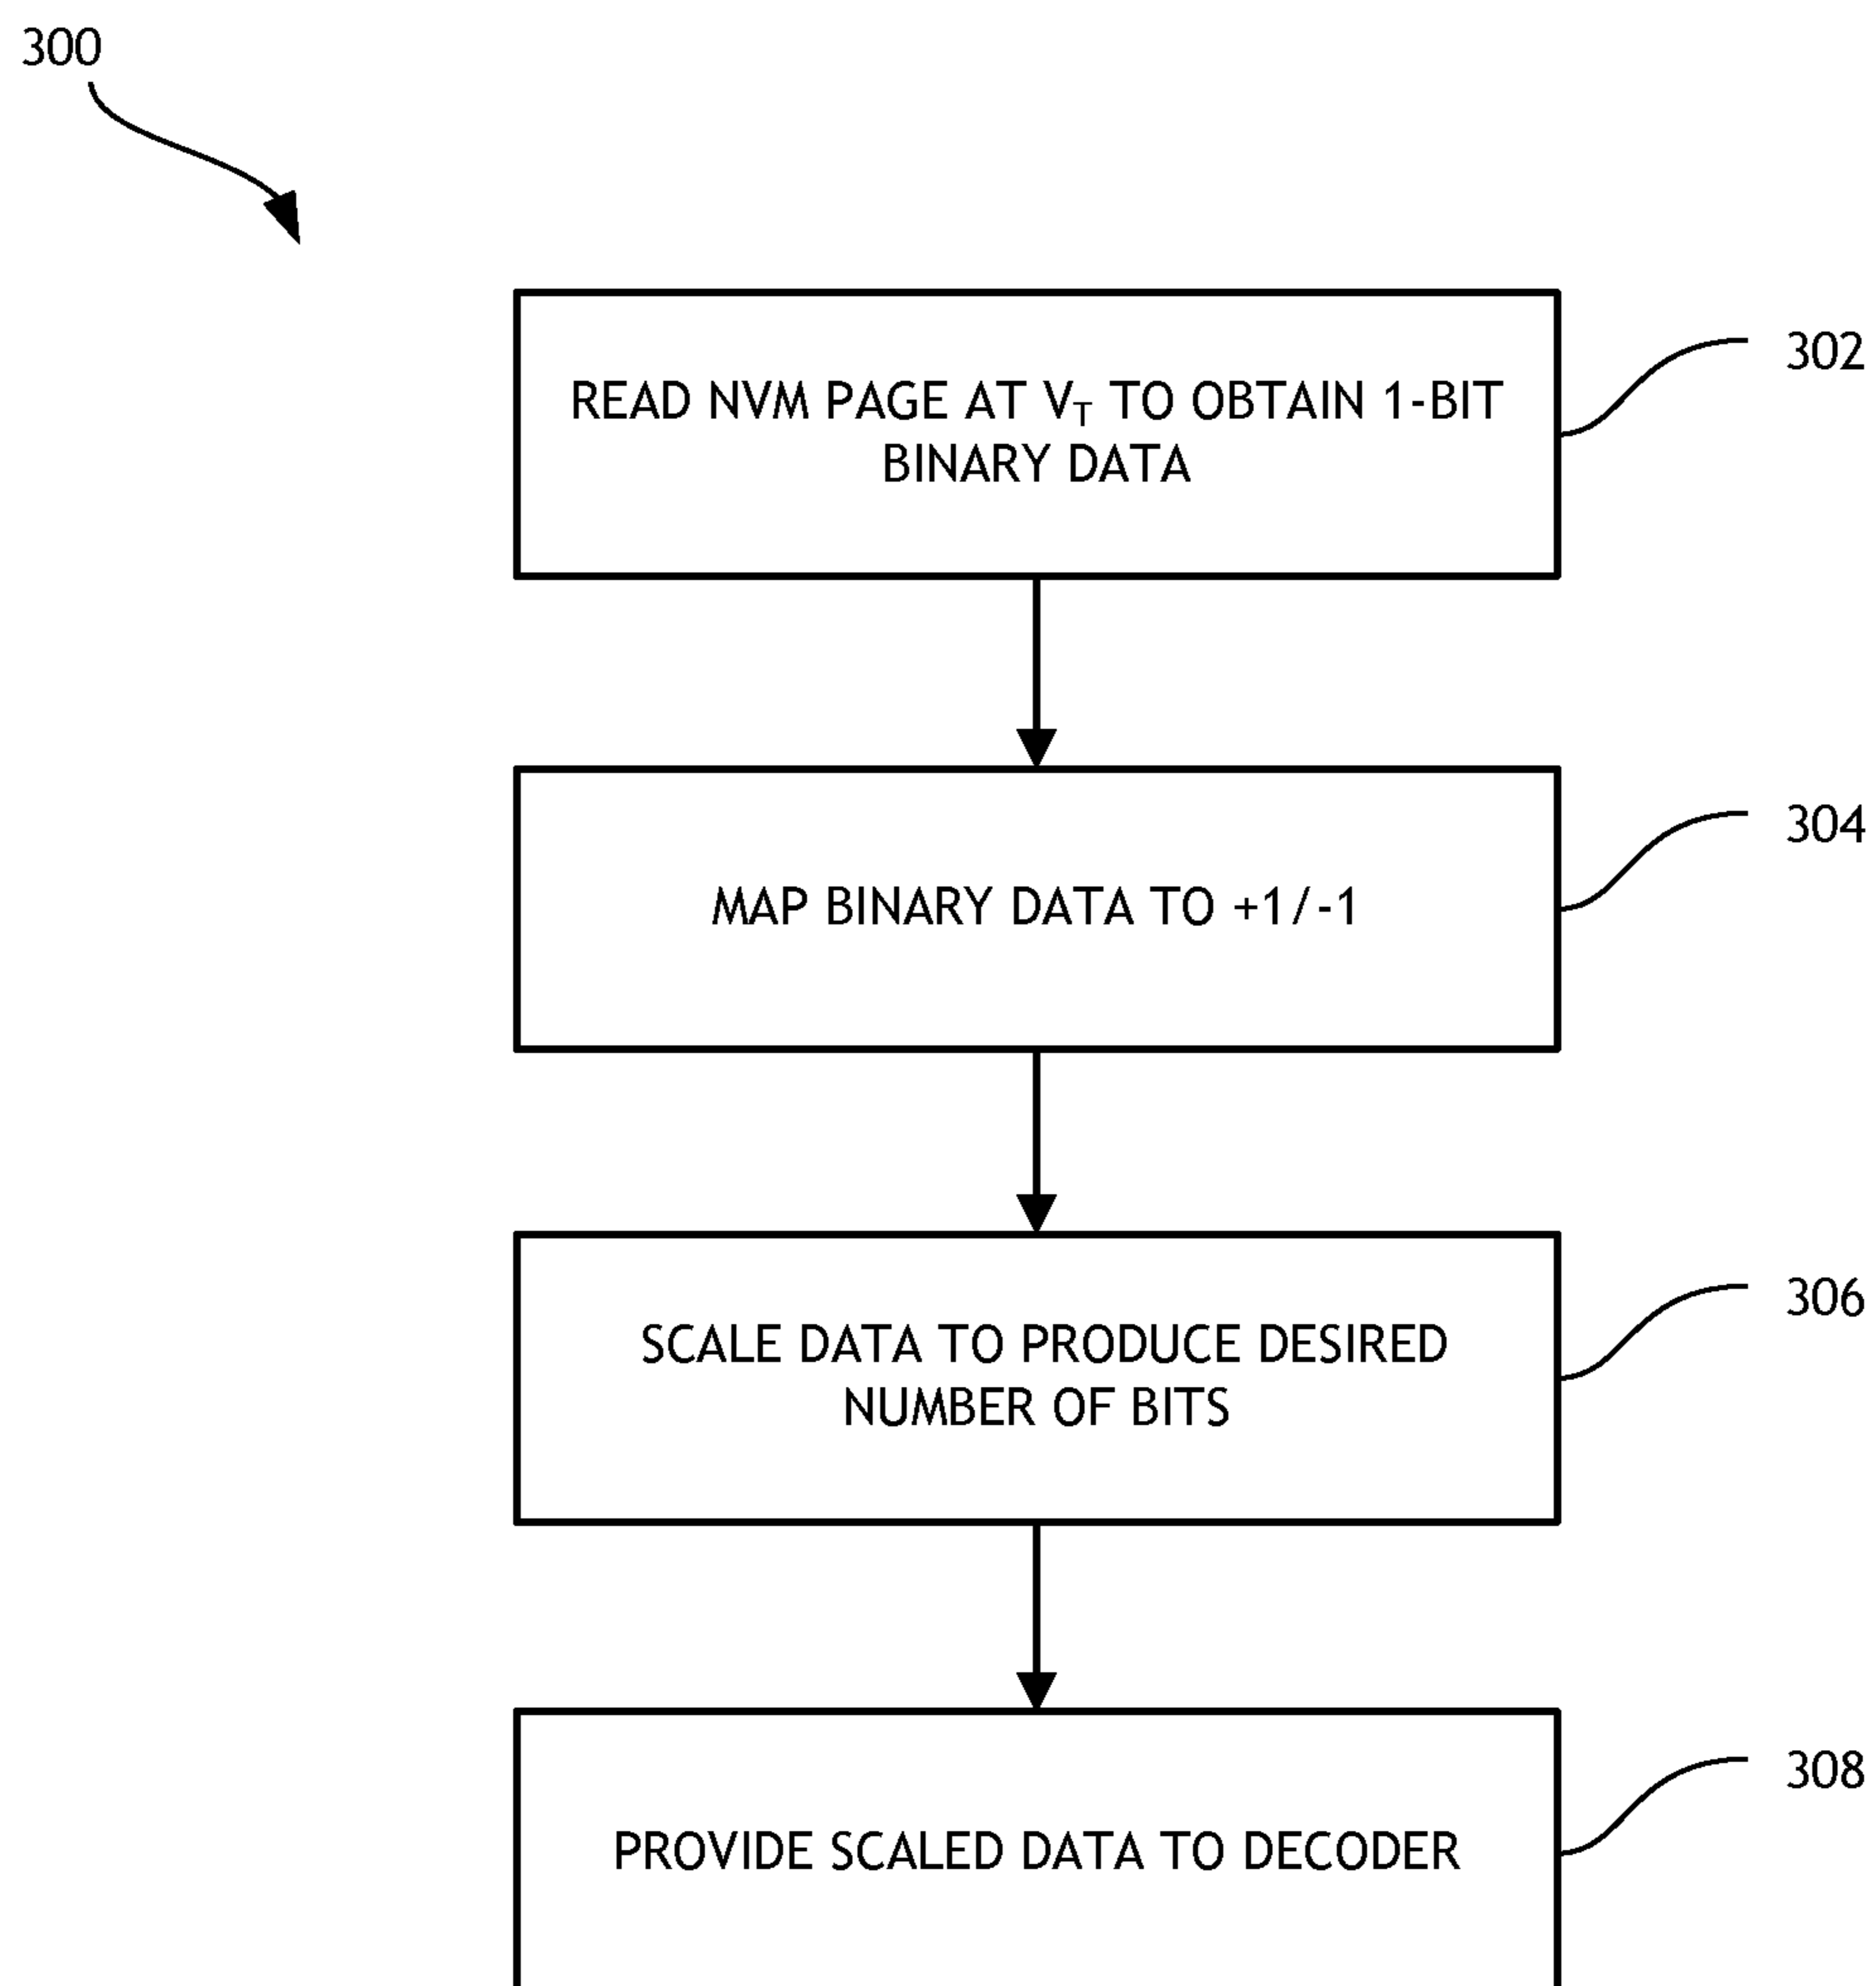 300
READ NVM PAGE AT VT TO OBTAIN 1-BIT
BINARY DATA
302
MAP BINARY DATA TO +1/-1
304
SCALE DATA TO PRODUCE DESIRED
NUMBER OF BITS
306
PROVIDE SCALED DATA TO DECODER
308